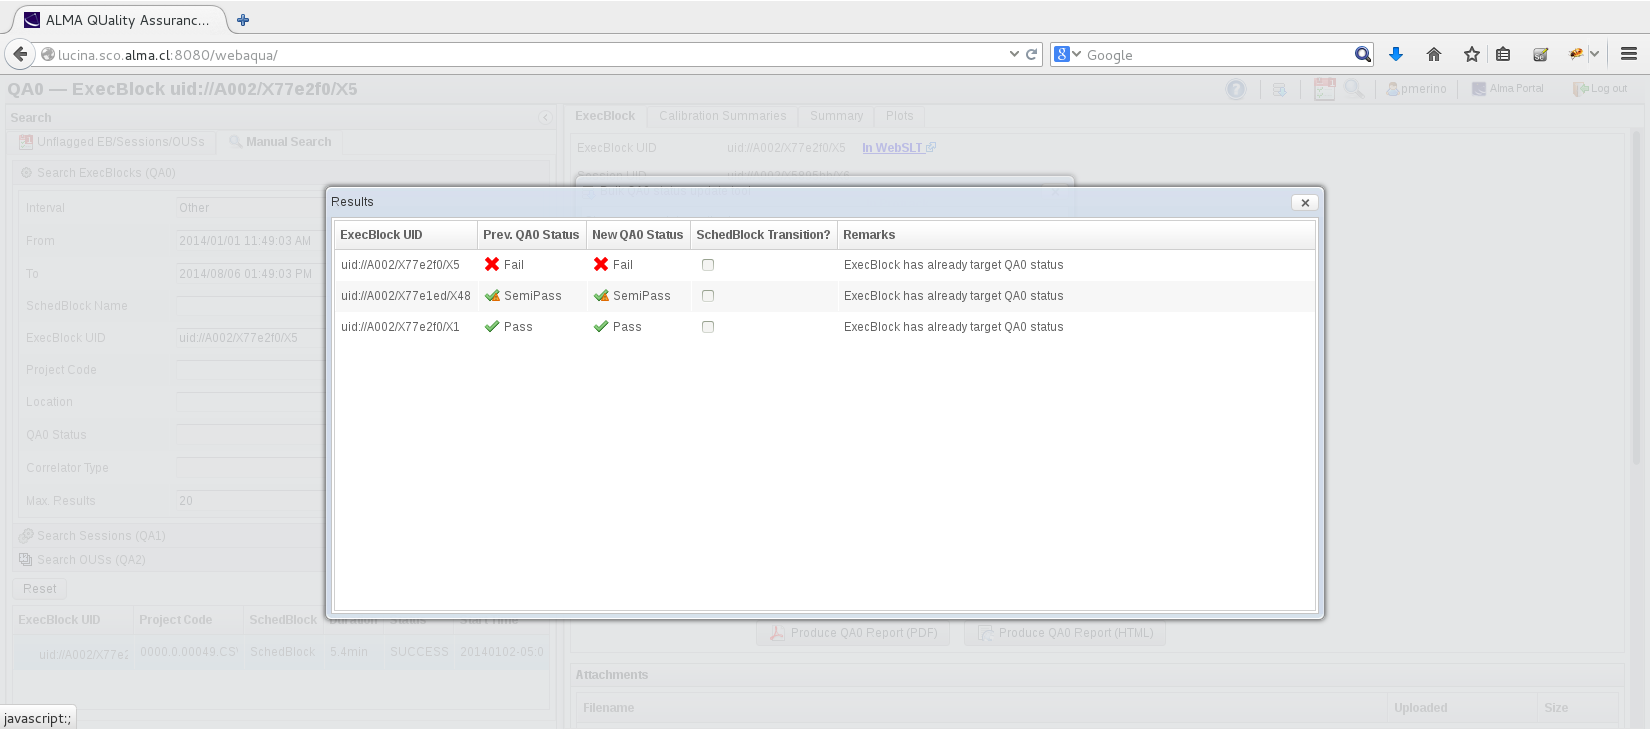 ALMA QUality Assuranc...
lucina.sco.alma.cl:8080/webaqua/
Google
QA0 — ExecBlock uid://A002/X77e2f0/X5
pmerino
Alma Portal
Log out
Search
Unflagged EB/Sessions/OUSs
Manual Search
Search ExecBlocks (QA0)
Interval Other
From 2014/01/01 11:49:03 AM
To 2014/08/06 01:49:03 PM
SchedBlock Name
ExecBlock UID uid://A002/X77e2f0/X5
Project Code
Location
QA0 Status
Correlator Type
Max. Results 20
Search Sessions (QA1)
Search OUSs (QA2)
Reset
ExecBlock UID Project Code SchedBlock Duration Status Start Time
uid://A002/X77e2 0000.0.00049.CS SchedBlock 5.4min SUCCESS 20140102-05:0
ExecBlock Calibration Summaries Summary Plots
ExecBlock UID uid://A002/X77e2f0/X5 In WebSLT
Session UID
Results
ExecBlock UID Prev. QA0 Status New QA0 Status SchedBlock Transition? Remarks
uid://A002/X77e2f0/X5 Fail Fail ExecBlock has already target QA0 status
uid://A002/X77e1ed/X48 SemiPass SemiPass ExecBlock has already target QA0 status
uid://A002/X77e2f0/X1 Pass Pass ExecBlock has already target QA0 status
Produce QA0 Report (PDF) Produce QA0 Report (HTML)
Attachments
Filename Uploaded Size
javascript:;